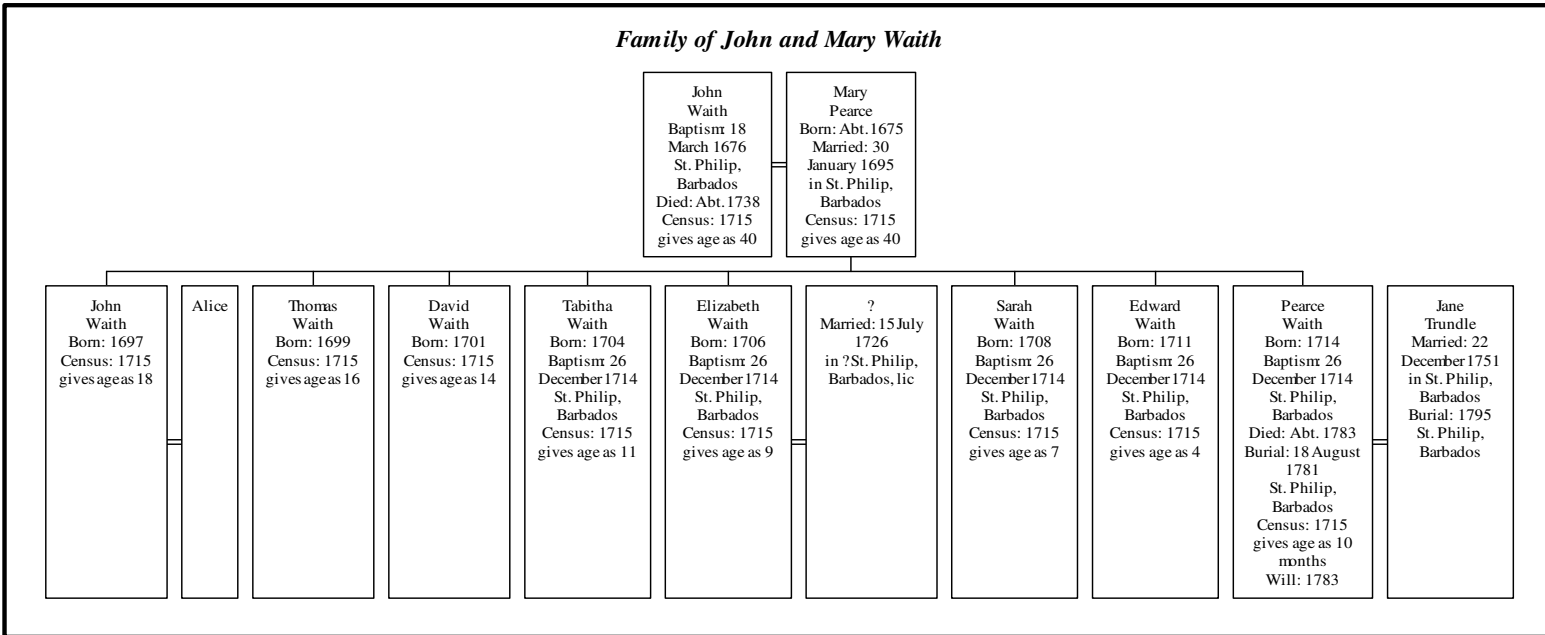 Family of John and Mary Waith
John
Waith
Baptism: 18
March 1676
St. Philip,
Barbados
Died: Abt. 1738
Census: 1715
gives age as 40
Mary
Pearce
Born: Abt. 1675
Married: 30
January 1695
in St. Philip,
Barbados
Census: 1715
gives age as 40
John
Waith
Born: 1697
Census: 1715
gives age as 18
Alice
Thomas
Waith
Born: 1699
Census: 1715
gives age as 16
David
Waith
Born: 1701
Census: 1715
gives age as 14
Tabitha
Waith
Born: 1704
Baptism: 26
December 1714
St. Philip,
Barbados
Census: 1715
gives age as 11
Elizabeth
Waith
Born: 1706
Baptism: 26
December 1714
St. Philip,
Barbados
Census: 1715
gives age as 9
?
Married: 15 July
1726
in ?St. Philip,
Barbados, lic
Sarah
Waith
Born: 1708
Baptism: 26
December 1714
St. Philip,
Barbados
Census: 1715
gives age as 7
Edward
Waith
Born: 1711
Baptism: 26
December 1714
St. Philip,
Barbados
Census: 1715
gives age as 4
Pearce
Waith
Born: 1714
Baptism: 26
December 1714
St. Philip,
Barbados
Died: Abt. 1783
Burial: 18 August
1781
St. Philip,
Barbados
Census: 1715
gives age as 10
months
Will: 1783
Jane
Trundle
Married: 22
December 1751
in St. Philip,
Barbados
Burial: 1795
St. Philip,
Barbados